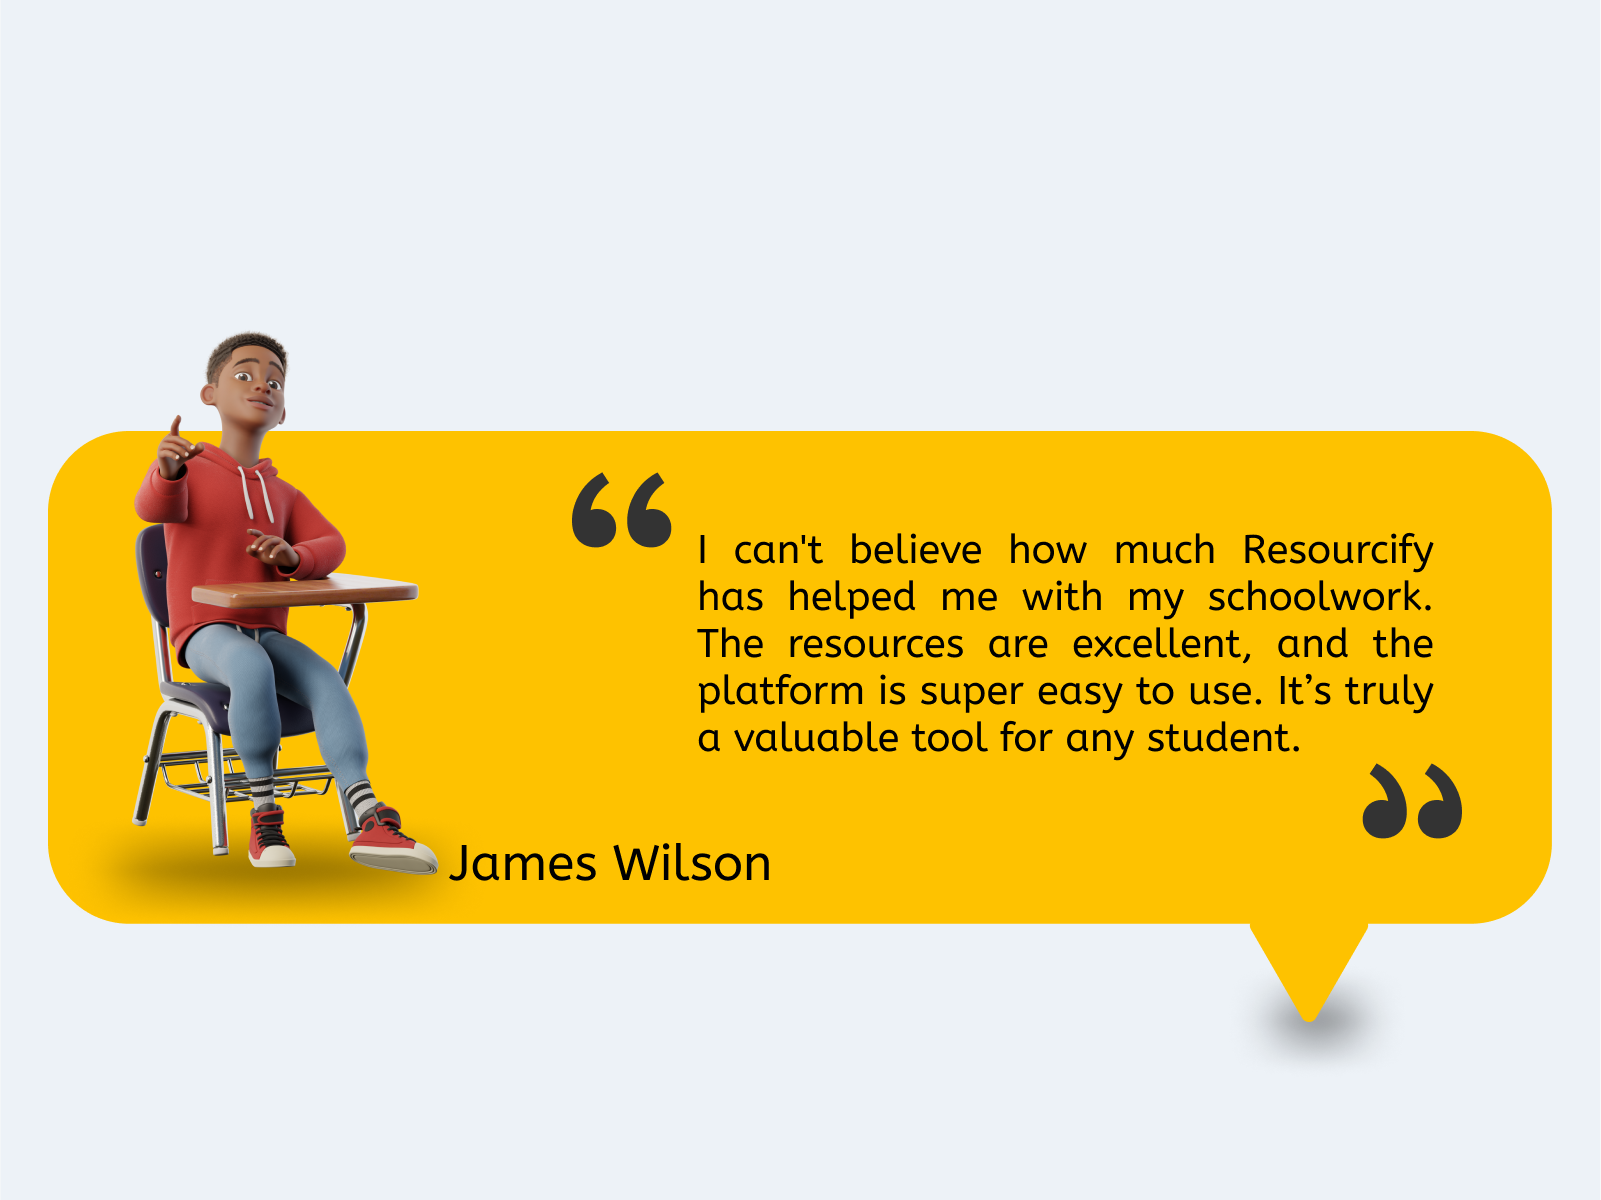 “
I can't believe how much Resourcify
has helped me with my schoolwork.
The resources are excellent, and the
platform is super easy to use. It’s truly
a valuable tool for any student.
”
James Wilson